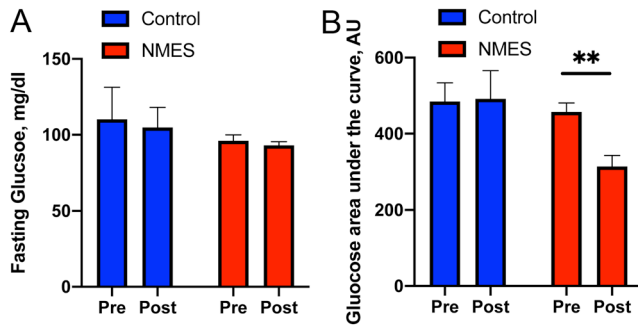 A
Control
NMES
Fasting Glucsoe, mg/dl
150
100
50
0
Pre Post Pre Post
B
Control
NMES
Gluocose area under the curve, AU
600
400
200
0
**
Pre Post Pre Post